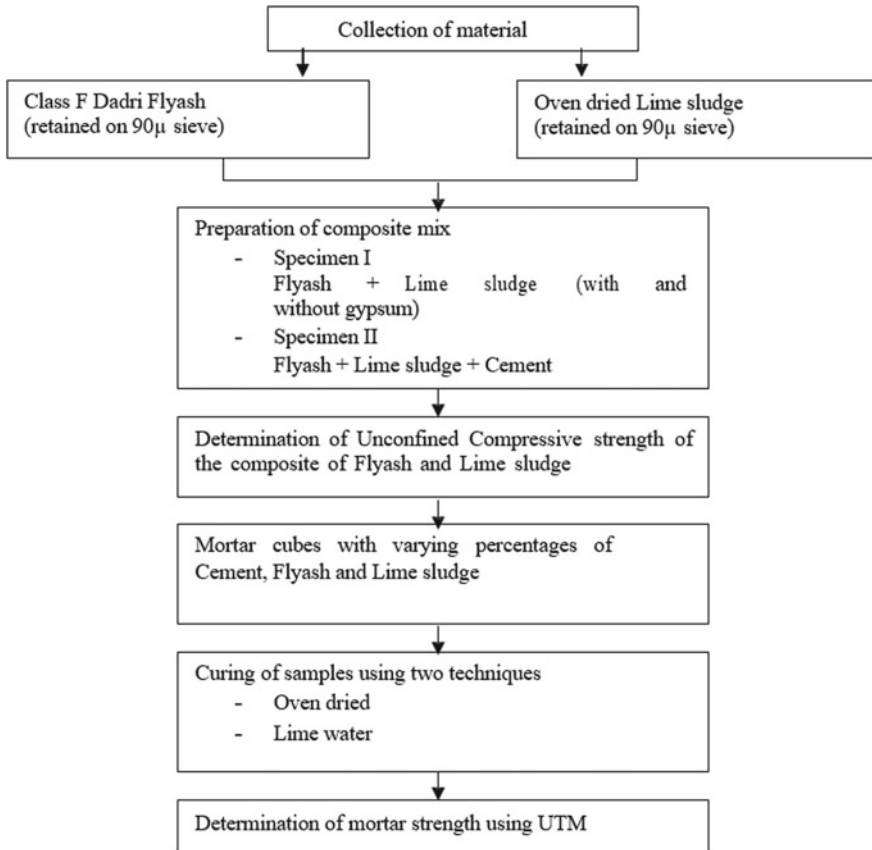 Collection of material
Class F Dadri Flyash
(retained on 90µ sieve)
Oven dried Lime sludge
(retained on 90µ sieve)
Preparation of composite mix
- Specimen I
Flyash + Lime sludge (with and
without gypsum)
- Specimen II
Flyash + Lime sludge + Cement
Determination of Unconfined Compressive strength of
the composite of Flyash and Lime sludge
Mortar cubes with varying percentages of
Cement, Flyash and Lime sludge
Curing of samples using two techniques
- Oven dried
- Lime water
Determination of mortar strength using UTM